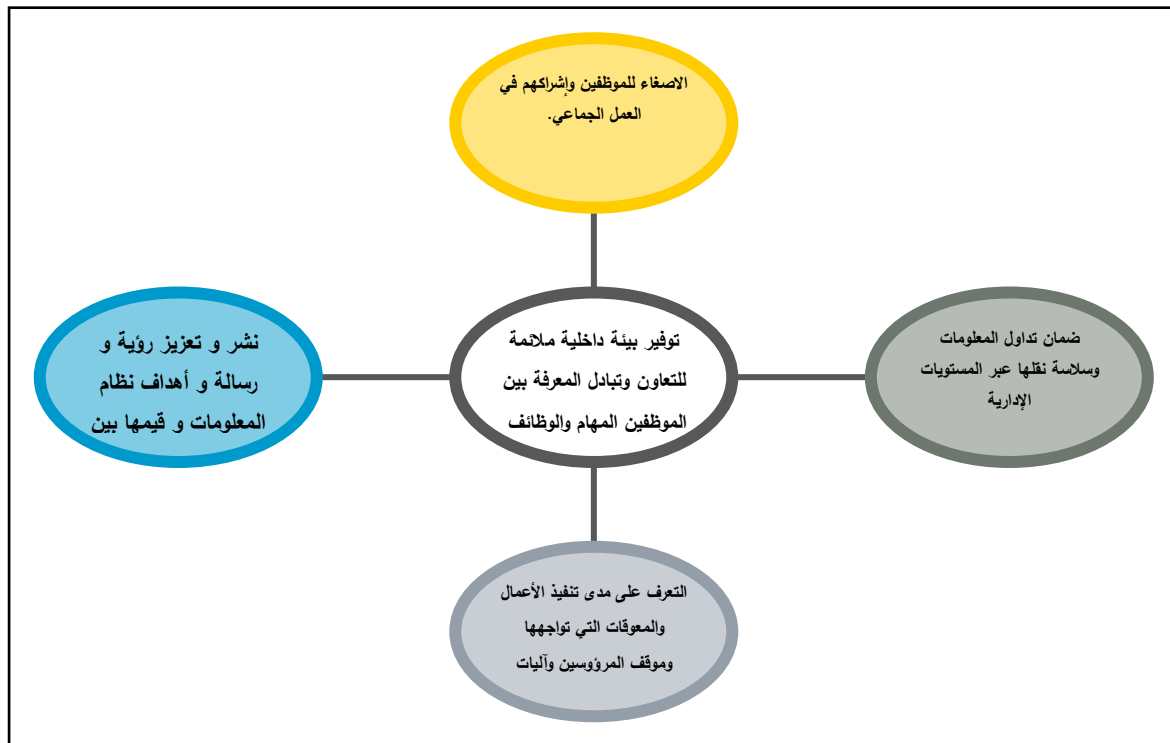 الاصغاء للموظفين وإشراكهم في
العمل الجماعي.
ضمان تداول المعلومات
وسلاسة نقلها عبر المستويات
الإدارية
توفير بيئة داخلية ملائمة
للتعاون وتبادل المعرفة بين
الموظفين المهام والوظائف
نشر و تعزيز رؤية و
رسالة و أهداف نظام
المعلومات و قيمها بين
التعرف على مدى تنفيذ الأعمال
والمعوقات التي تواجهها
وموقف المرؤوسين وآليات